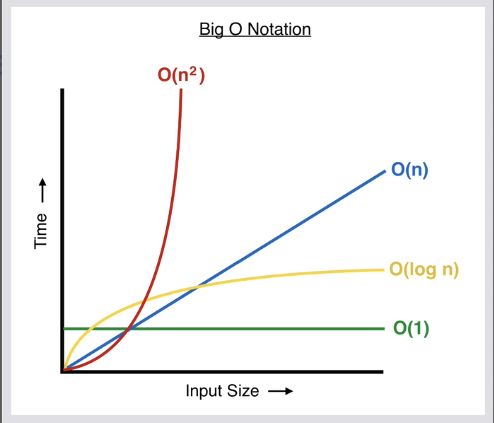 Big O Notation
O(n²)
O(n)
O(log n)
O(1)
Time →
Input Size →